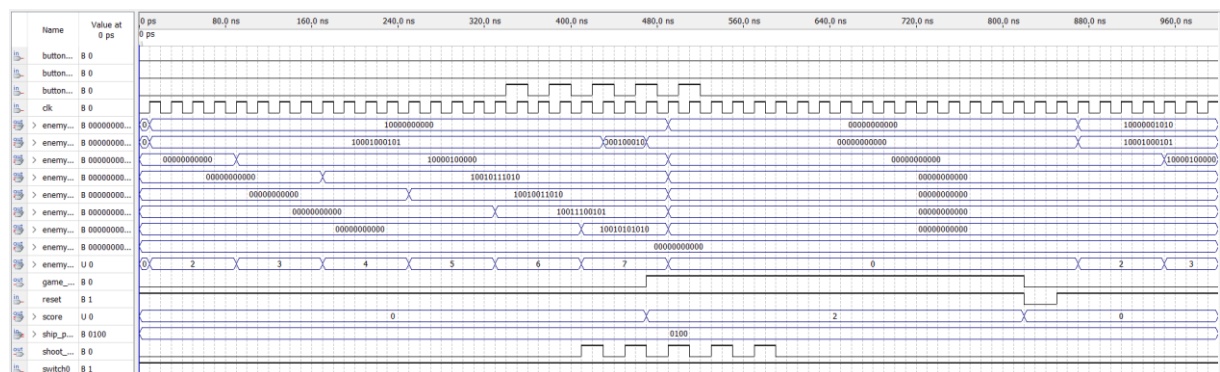 Name Value at 0 ps 0 ps 80,0 ns 160,0 ns 240,0 ns 320,0 ns 400,0 ns 480,0 ns 560,0 ns 640,0 ns 720,0 ns 800,0 ns 880,0 ns 960,0 ns
0 ps
button... B 0
button... B 0
button... B 0
clk B 0
> enemy... B 00000000... 0 10000000000 00000000000 10000001010
> enemy... B 00000000... 0 10001000101 00000000000 10001000101
> enemy... B 00000000... 00000000000 10000100000 00000000000 10000100000
> enemy... B 00000000... 00000000000 10010111010 00000000000
> enemy... B 00000000... 00000000000 10010011010 00000000000
> enemy... B 00000000... 00000000000 10011100101 00000000000
> enemy... B 00000000... 00000000000 10010101010 00000000000
> enemy... B 00000000... 00000000000
> enemy... U 0 0 2 3 4 5 6 7 0 2 3
game_... B 0
reset B 1
> score U 0 0 2 0
> ship_p... B 0100 0100
shoot_... B 0
switch0 B 1